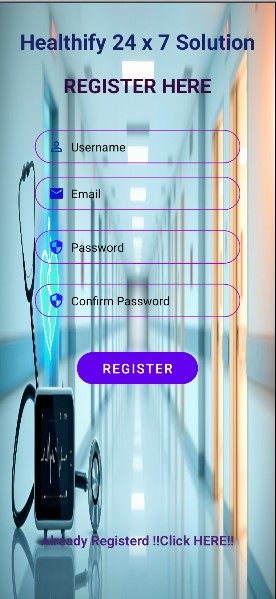 Healthify 24 x 7 Solution
REGISTER HERE
Username
Email
Password
Confirm Password
REGISTER
Already Registerd !!Click HERE!!